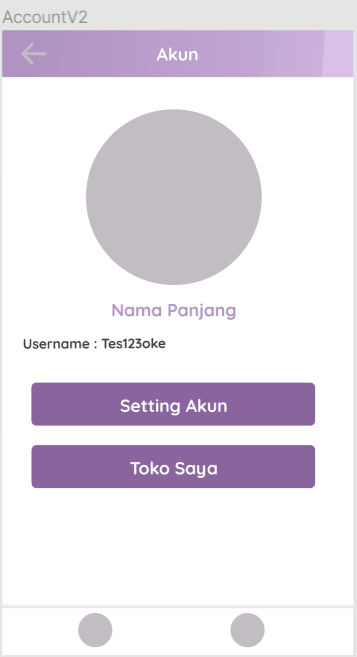 AccountV2
Akun
Nama Panjang
Username : Tes123oke
Setting Akun
Toko Saya